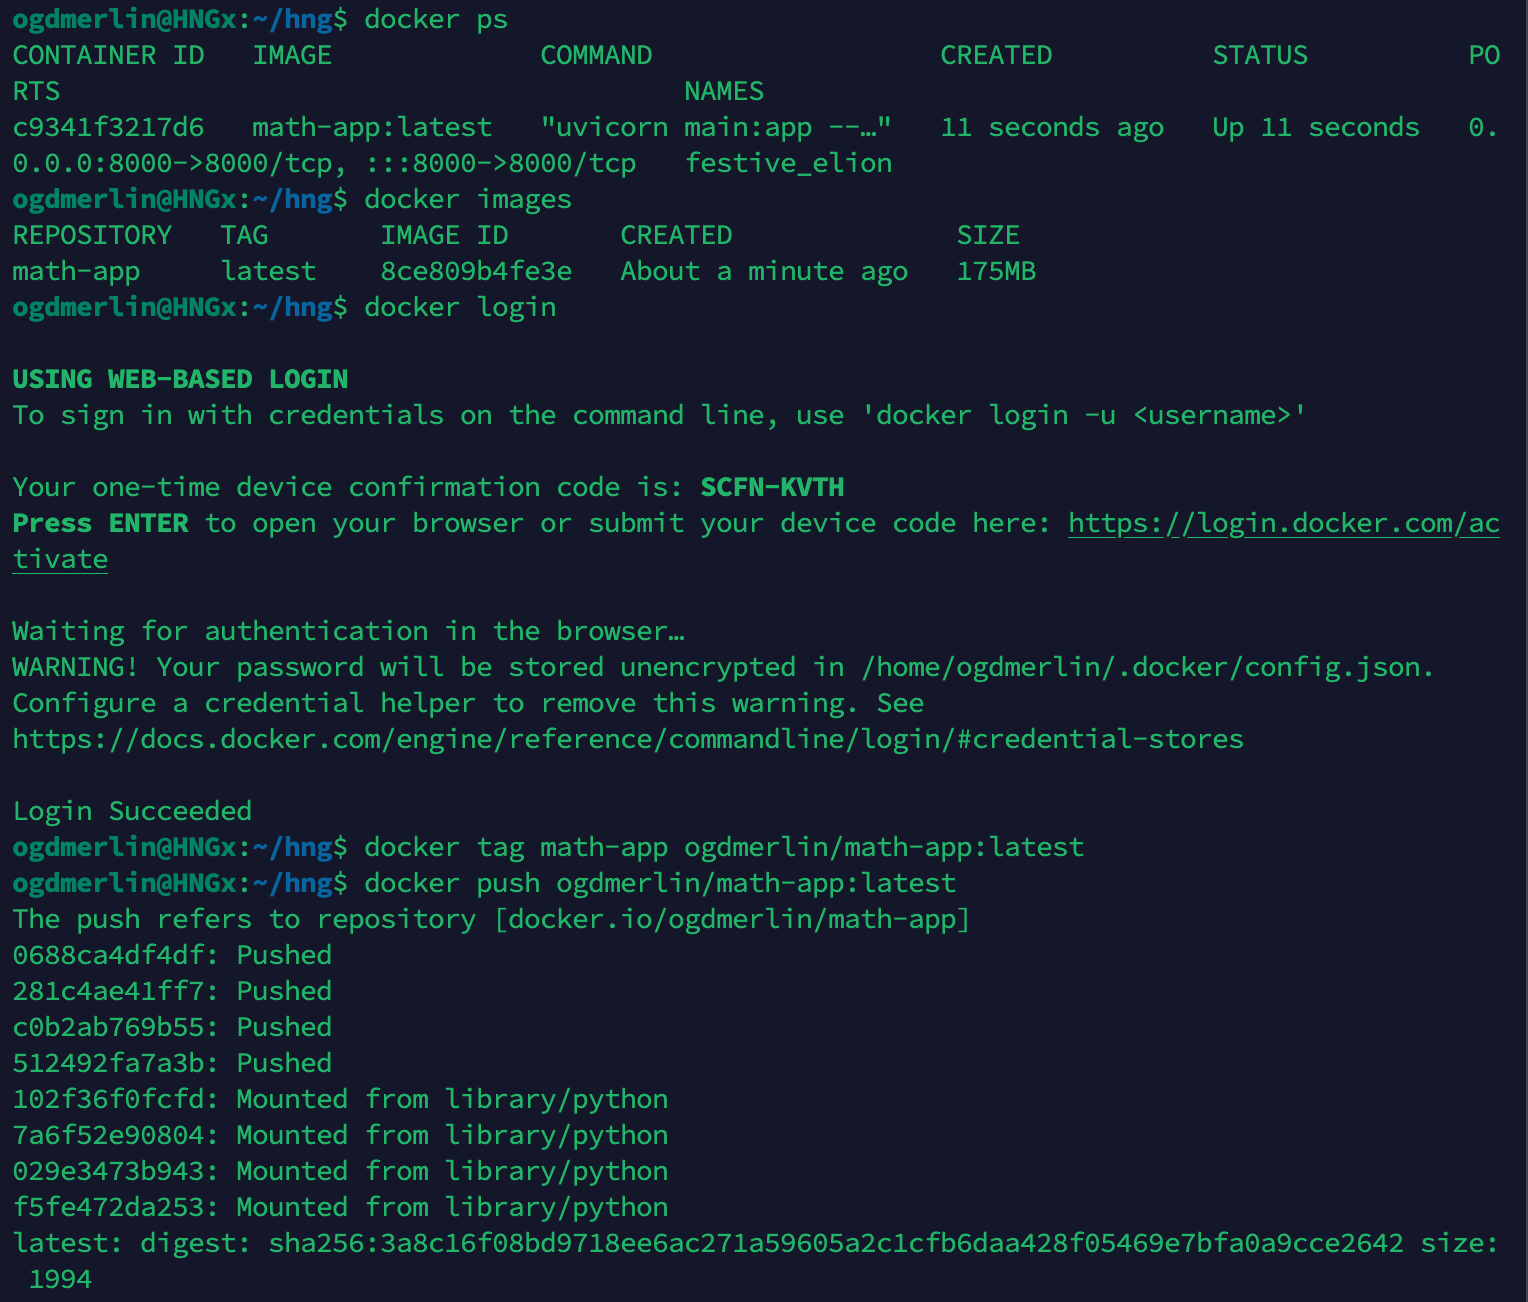 ogdmerlin@HNGx:~/hng$ docker ps
CONTAINER ID   IMAGE             COMMAND                  CREATED          STATUS          PO
RTS                                       NAMES
c9341f3217d6   math-app:latest   "uvicorn main:app --…"   11 seconds ago   Up 11 seconds   0.
0.0.0:8000->8000/tcp, :::8000->8000/tcp   festive_elion
ogdmerlin@HNGx:~/hng$ docker images
REPOSITORY   TAG       IMAGE ID       CREATED              SIZE
math-app     latest    8ce809b4fe3e   About a minute ago   175MB
ogdmerlin@HNGx:~/hng$ docker login

USING WEB-BASED LOGIN
To sign in with credentials on the command line, use 'docker login -u <username>'

Your one-time device confirmation code is: SCFN-KVTH
Press ENTER to open your browser or submit your device code here: https://login.docker.com/ac
tivate

Waiting for authentication in the browser…
WARNING! Your password will be stored unencrypted in /home/ogdmerlin/.docker/config.json.
Configure a credential helper to remove this warning. See
https://docs.docker.com/engine/reference/commandline/login/#credential-stores

Login Succeeded
ogdmerlin@HNGx:~/hng$ docker tag math-app ogdmerlin/math-app:latest
ogdmerlin@HNGx:~/hng$ docker push ogdmerlin/math-app:latest
The push refers to repository [docker.io/ogdmerlin/math-app]
0688ca4df4df: Pushed
281c4ae41ff7: Pushed
c0b2ab769b55: Pushed
512492fa7a3b: Pushed
102f36f0fcfd: Mounted from library/python
7a6f52e90804: Mounted from library/python
029e3473b943: Mounted from library/python
f5fe472da253: Mounted from library/python
latest: digest: sha256:3a8c16f08bd9718ee6ac271a59605a2c1cfb6daa428f05469e7bfa0a9cce2642 size:
 1994